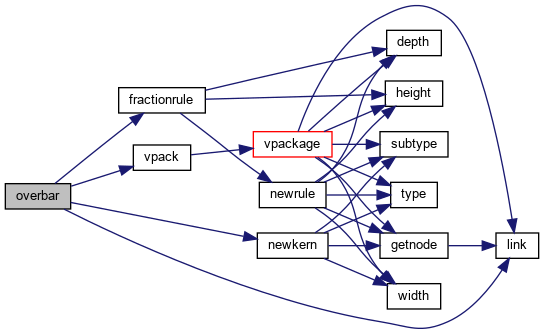 overbar
fractionrule
vpack
newkern
vpackage
newrule
depth
height
subtype
type
getnode
width
link